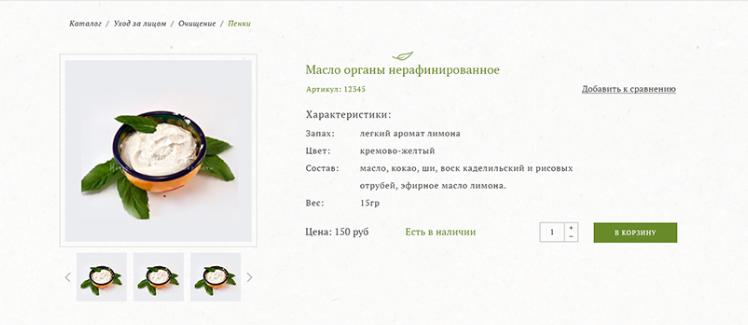 Каталог / Уход за лицом / Очищение / Пенки
Масло органы нерафинированное
Артикул: 12345
Добавить к сравнению
Характеристики:
Запах: легкий аромат лимона
Цвет: кремово-желтый
Состав: масло, кокао, ши, воск каделильский и рисовых
отрубей, эфирное масло лимона.
Вес: 15гр
Цена: 150 руб Есть в наличии 1 + − В КОРЗИНУ